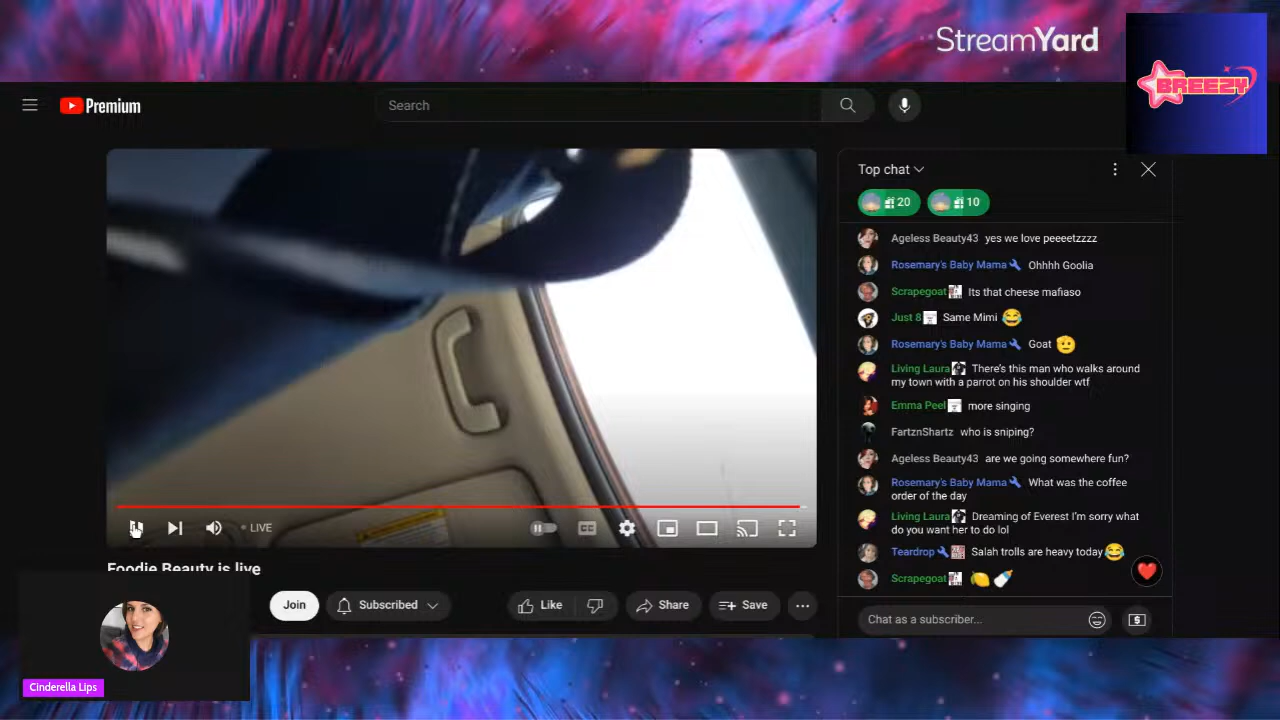 StreamYard
BREEZY
Premium
Search
Top chat
20
10
Ageless Beauty43 yes we love peeeetzzzz
Rosemary's Baby Mama Ohhhh Goolia
Scrapegoat Its that cheese mafiaso
Just 8 Same Mimi
Rosemary's Baby Mama Goat
Living Laura There's this man who walks around
my town with a parrot on his shoulder wtf
Emma Peel more singing
FartznShartz who is sniping?
Ageless Beauty43 are we going somewhere fun?
Rosemary's Baby Mama What was the coffee
order of the day
Living Laura Dreaming of Everest I'm sorry what
do you want her to do lol
Teardrop Salah trolls are heavy today
Scrapegoat
Chat as a subscriber...
LIVE
CC
Foodie Beauty is live
Join
Subscribed
Like
Share
Save
Cinderella Lips